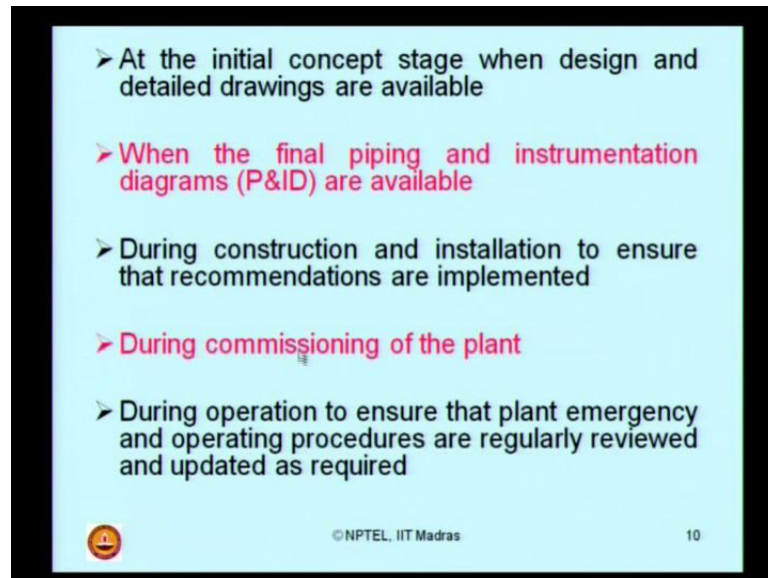 ➢ At the initial concept stage when design and
detailed drawings are available
➢ When the final piping and instrumentation
diagrams (P&ID) are available
➢ During construction and installation to ensure
that recommendations are implemented
➢ During commissioning of the plant
➢ During operation to ensure that plant emergency
and operating procedures are regularly reviewed
and updated as required
© NPTEL, IIT Madras
10